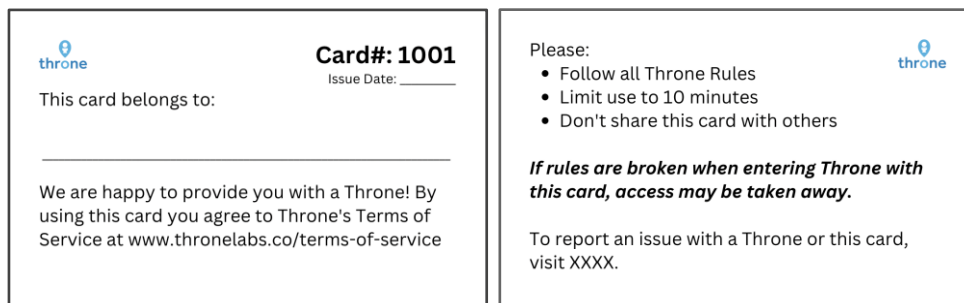 throne
Card#: 1001
Issue Date: ________
This card belongs to:
We are happy to provide you with a Throne! By
using this card you agree to Throne's Terms of
Service at www.thronelabs.co/terms-of-service
throne
Please:
• Follow all Throne Rules
• Limit use to 10 minutes
• Don't share this card with others
If rules are broken when entering Throne with
this card, access may be taken away.
To report an issue with a Throne or this card,
visit XXXX.